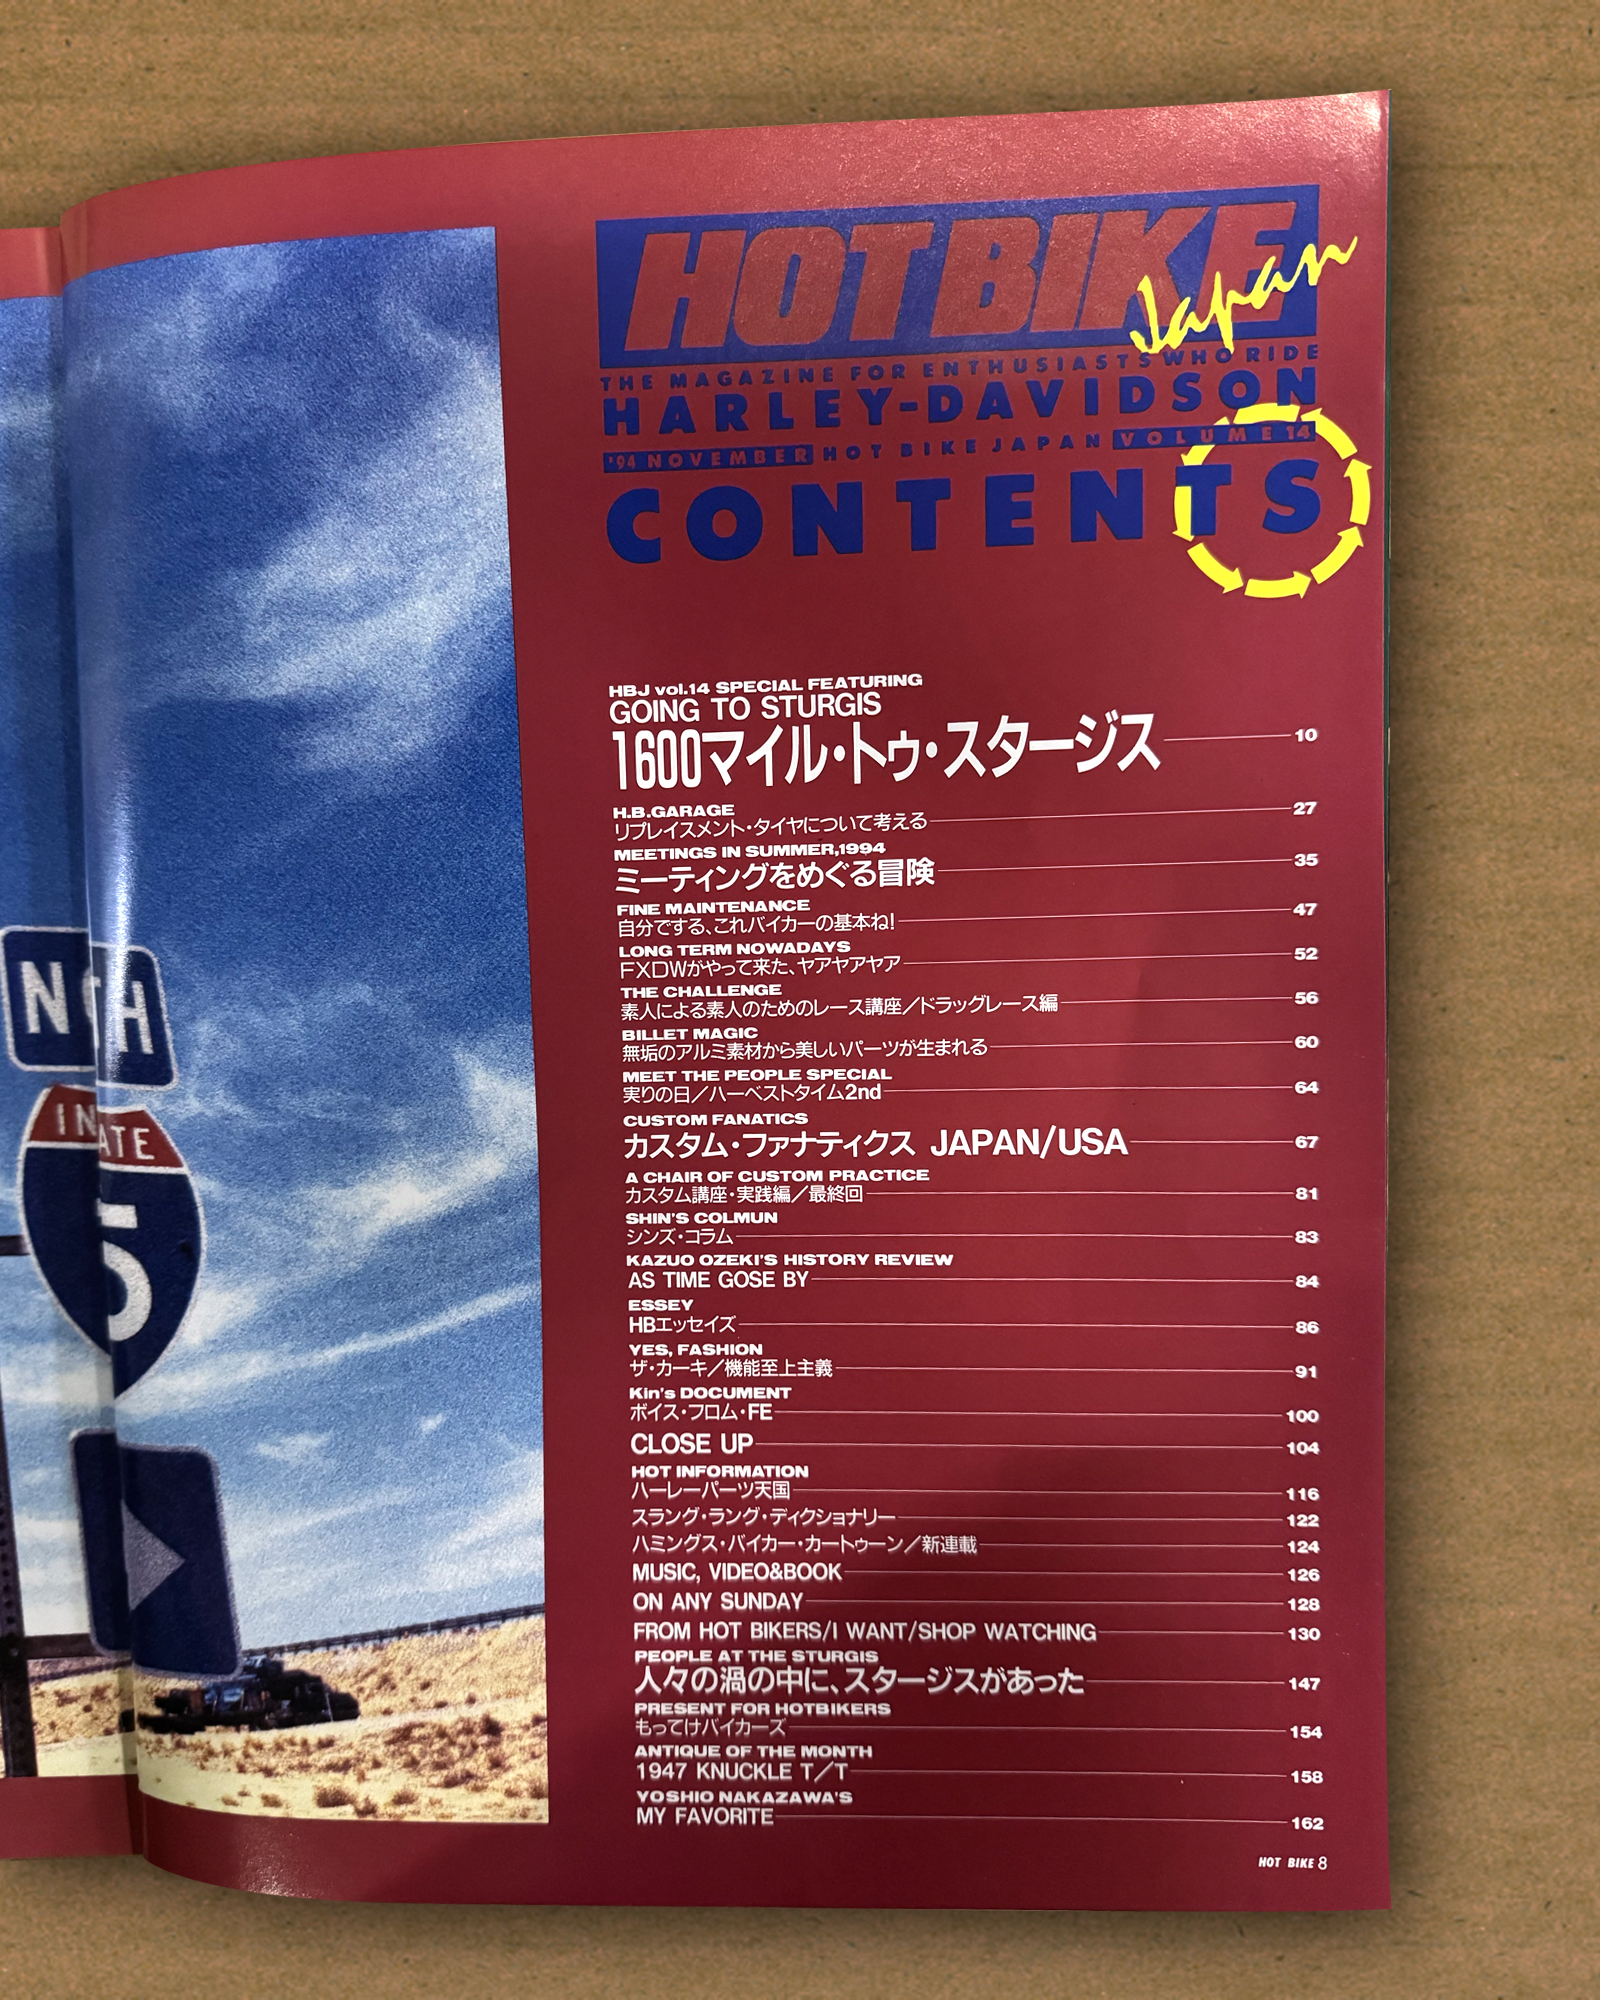 NORTH
INTERSTATE
5
HOT BIKE
Japan
THE MAGAZINE FOR ENTHUSIASTS WHO RIDE
HARLEY-DAVIDSON
'94 NOVEMBER HOT BIKE JAPAN VOLUME 14
CONTENTS
HBJ vol.14 SPECIAL FEATURING
GOING TO STURGIS
1600マイル・トゥ・スタージス 10
H.B.GARAGE
リプレイスメント・タイヤについて考える 27
MEETINGS IN SUMMER,1994
ミーティングをめぐる冒険 35
FINE MAINTENANCE
自分でする、これバイカーの基本ね! 47
LONG TERM NOWADAYS
FXDWがやって来た、ヤアヤアヤア 52
THE CHALLENGE
素人による素人のためのレース講座／ドラッグレース編 56
BILLET MAGIC
無垢のアルミ素材から美しいパーツが生まれる 60
MEET THE PEOPLE SPECIAL
実りの日／ハーベストタイム2nd 64
CUSTOM FANATICS
カスタム・ファナティクス JAPAN/USA 67
A CHAIR OF CUSTOM PRACTICE
カスタム講座・実践編／最終回 81
SHIN'S COLMUN
シンズ・コラム 83
KAZUO OZEKI'S HISTORY REVIEW
AS TIME GOSE BY 84
ESSEY
HBエッセイズ 86
YES, FASHION
ザ・カーキ／機能至上主義 91
Kin's DOCUMENT
ボイス・フロム・FE 100
CLOSE UP 104
HOT INFORMATION
ハーレーパーツ天国 116
スラング・ラング・ディクショナリー 122
ハミングス・バイカー・カートゥーン／新連載 124
MUSIC, VIDEO&BOOK 126
ON ANY SUNDAY 128
FROM HOT BIKERS/I WANT/SHOP WATCHING 130
PEOPLE AT THE STURGIS
人々の渦の中に、スタージスがあった 147
PRESENT FOR HOTBIKERS
もってけバイカーズ 154
ANTIQUE OF THE MONTH
1947 KNUCKLE T／T 158
YOSHIO NAKAZAWA'S
MY FAVORITE 162
HOT BIKE 8